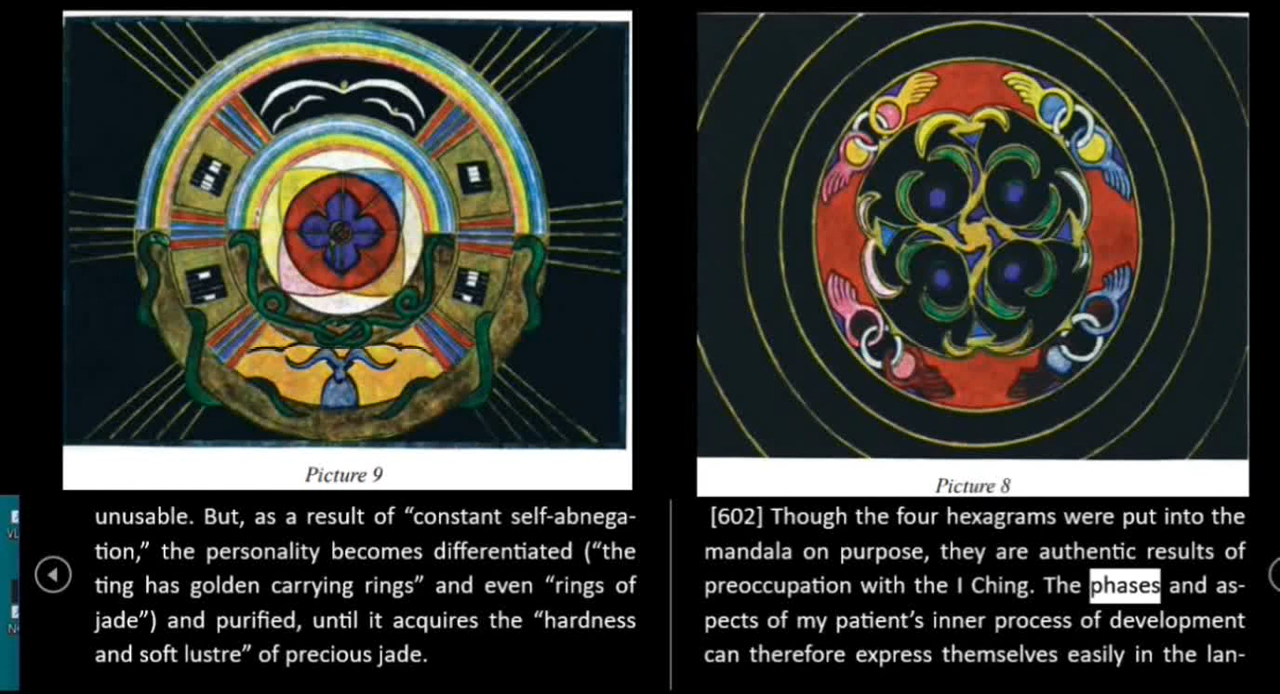 Picture 9
Picture 8
unusable. But, as a result of “constant self-abnega-
tion,” the personality becomes differentiated (“the
ting has golden carrying rings” and even “rings of
jade”) and purified, until it acquires the “hardness
and soft lustre” of precious jade.
[602] Though the four hexagrams were put into the
mandala on purpose, they are authentic results of
preoccupation with the I Ching. The phases and as-
pects of my patient’s inner process of development
can therefore express themselves easily in the lan-